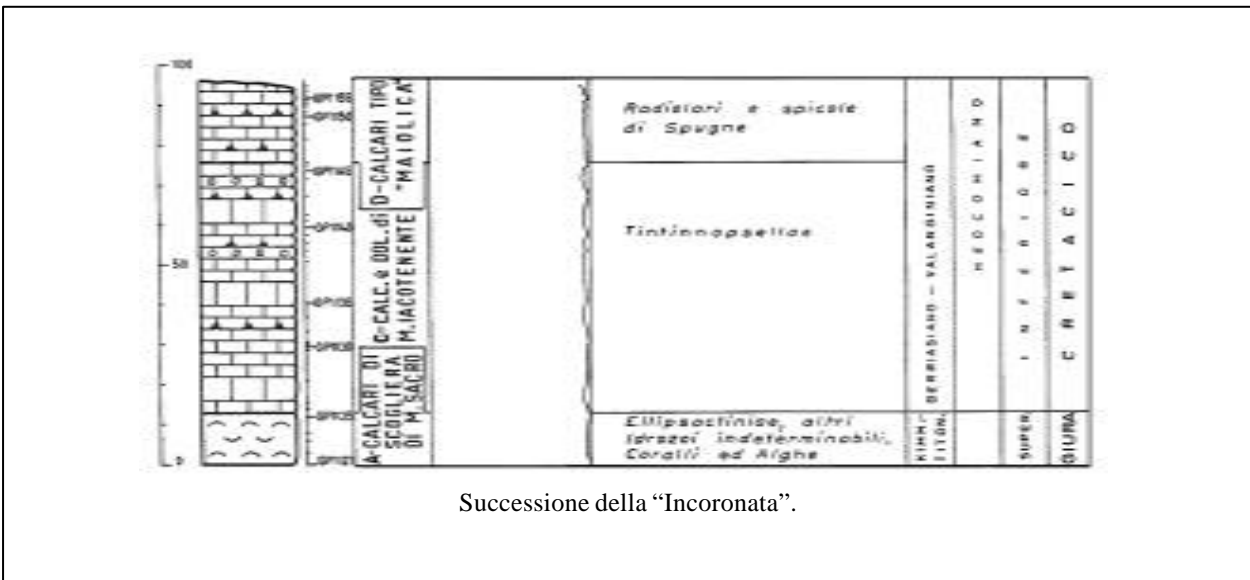 100
50
0
A-CALCARI DI
SCOGLIERA
DI M. SACRO
C-CALC. e DOL. di
M. IACOTENENTE
D-CALCARI TIPO
"MAIOLICA"
Radiolari e spicole
di Spugne
Tintinnopsellae
Ellipsactiniae, altri
Idrozoi indeterminabili,
Coralli ed Alghe
KIMM.-
TITON.
BERRIASIANO - VALANGINIANO
NEOCOMIANO
SUPER.
INFERIORE
GIURA
CRETACICO
Successione della “Incoronata”.